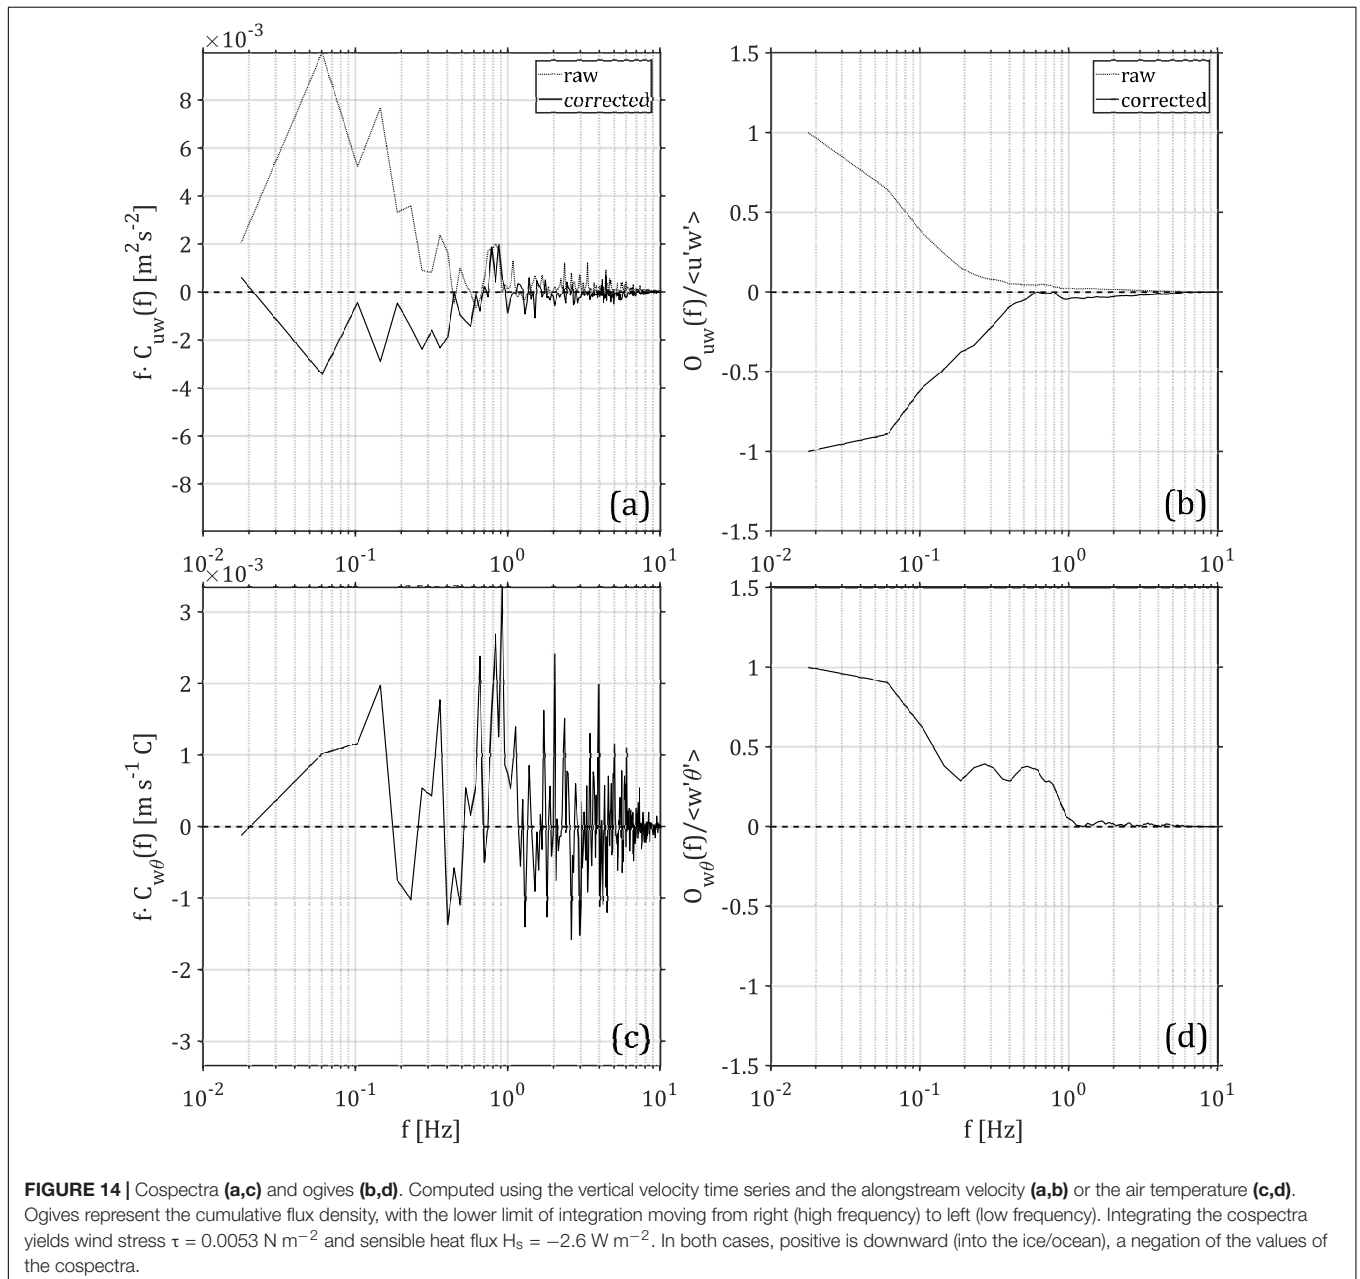 ×10⁻³
raw
corrected
8
6
4
2
0
-2
-4
-6
-8
f· C_uw(f) [m² s⁻²]
(a)
10⁻² 10⁻¹ 10⁰ 10¹
raw
corrected
1.5
1
0.5
0
-0.5
-1
-1.5
O_uw(f)/<u'w'>
(b)
10⁻² 10⁻¹ 10⁰ 10¹
×10⁻³
3
2
1
0
-1
-2
-3
f· C_wθ(f) [m s⁻¹ C]
(c)
10⁻² 10⁻¹ 10⁰ 10¹
f [Hz]
1.5
1
0.5
0
-0.5
-1
-1.5
O_wθ(f)/<w'θ'>
(d)
10⁻² 10⁻¹ 10⁰ 10¹
f [Hz]
FIGURE 14 | Cospectra (a,c) and ogives (b,d). Computed using the vertical velocity time series and the alongstream velocity (a,b) or the air temperature (c,d).
Ogives represent the cumulative flux density, with the lower limit of integration moving from right (high frequency) to left (low frequency). Integrating the cospectra
yields wind stress τ = 0.0053 N m⁻² and sensible heat flux Hₛ = −2.6 W m⁻². In both cases, positive is downward (into the ice/ocean), a negation of the values of
the cospectra.